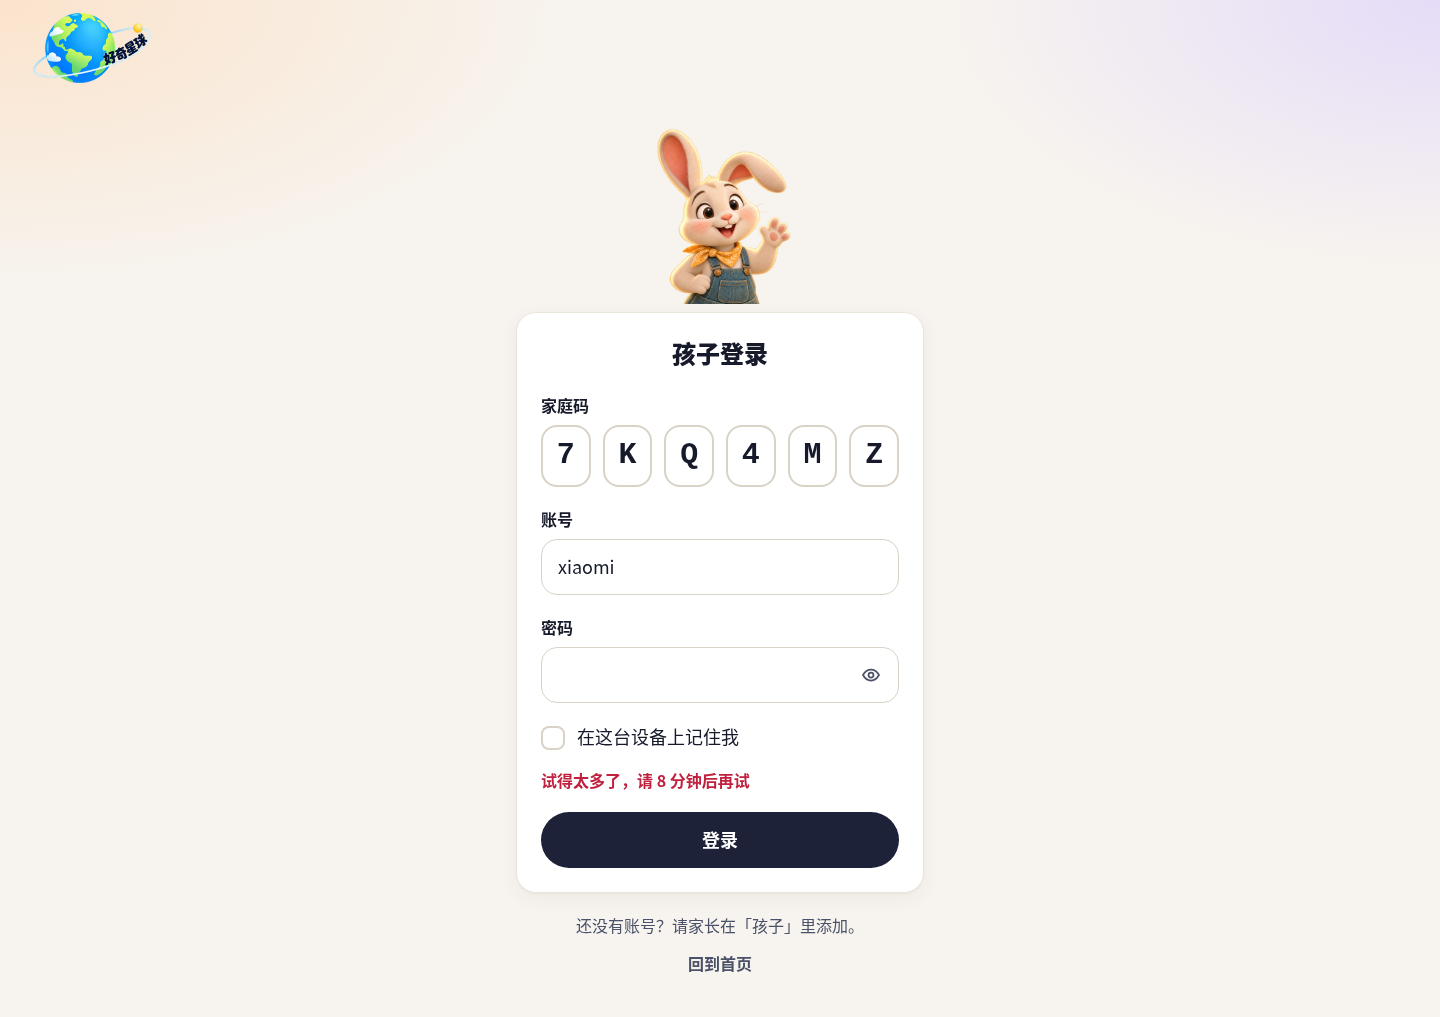 好奇星球
孩子登录
家庭码
7 K Q 4 M Z
账号
xiaomi
密码
在这台设备上记住我
试得太多了，请 8 分钟后再试
登录
还没有账号？请家长在「孩子」里添加。
回到首页